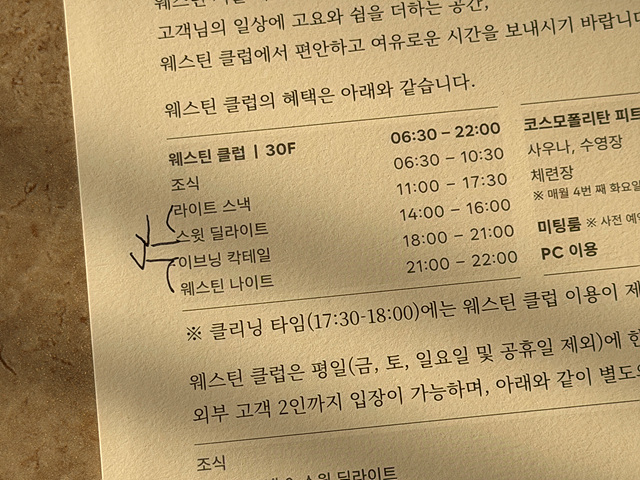 고객님의 일상에 고요와 쉼을 더하는 공간,
웨스틴 클럽에서 편안하고 여유로운 시간을 보내시기 바랍니다
웨스틴 클럽의 혜택은 아래와 같습니다.
웨스틴 클럽 | 30F 06:30 – 22:00
조식 06:30 – 10:30
라이트 스낵 11:00 – 17:30
스윗 딜라이트 14:00 – 16:00
이브닝 칵테일 18:00 – 21:00
웨스틴 나이트 21:00 – 22:00
코스모폴리탄 피트
사우나, 수영장
체련장
※ 매월 4번 째 화요일
미팅룸 ※ 사전 예
PC 이용
※ 클리닝 타임(17:30-18:00)에는 웨스틴 클럽 이용이 제
웨스틴 클럽은 평일(금, 토, 일요일 및 공휴일 제외)에 한
외부 고객 2인까지 입장이 가능하며, 아래와 같이 별도
조식
스윗 딜라이트